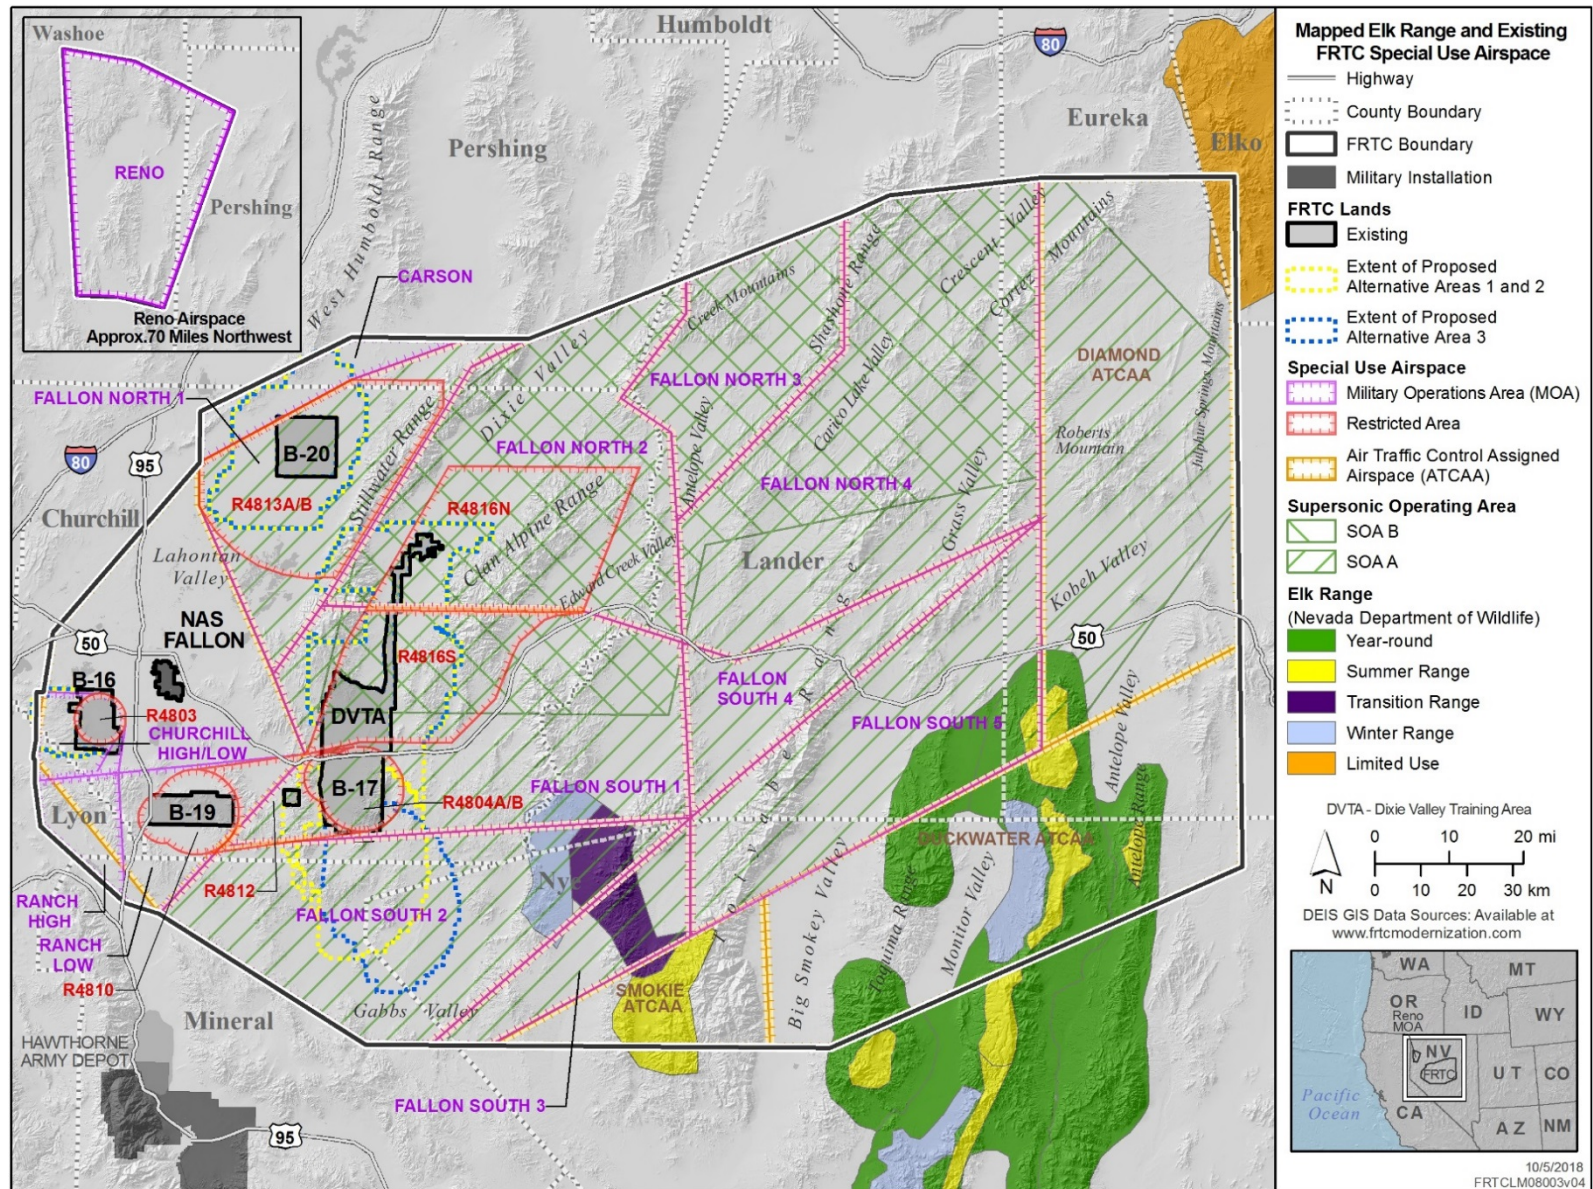 Washoe
RENO
Pershing
Reno Airspace
Approx.70 Miles Northwest
Humboldt
80
Eureka
Elko
Pershing
West Humboldt Range
CARSON
FALLON NORTH 1
80
95
B-20
R4813A/B
Churchill
Lahontan
Valley
Stillwater Range
Dixie Valley
FALLON NORTH 2
R4816N
Clan Alpine Range
Edward Creek Valley
Creek Mountains
Shoshone Range
Crescent Valley
Cortez Mountains
FALLON NORTH 3
Antelope Valley
Carico Lake Valley
FALLON NORTH 4
Grass Valley
DIAMOND
ATCAA
Roberts
Mountain
Sulphur Springs Mountains
Lander
Kobeh Valley
50
NAS
FALLON
50
B-16
R4803
CHURCHILL
HIGH/LOW
R4816S
DVTA
FALLON
SOUTH 4
FALLON SOUTH 5
Toiyabe Range
Antelope Valley
Antelope Range
Lyon
B-19
B-17
R4804A/B
FALLON SOUTH 1
R4812
RANCH
HIGH
RANCH
LOW
R4810
FALLON SOUTH 2
Nye
DUCKWATER ATCAA
Big Smokey Valley
Toquima Range
Monitor Valley
SMOKIE
ATCAA
Gabbs Valley
Mineral
HAWTHORNE
ARMY DEPOT
FALLON SOUTH 3
95
Mapped Elk Range and Existing
FRTC Special Use Airspace
Highway
County Boundary
FRTC Boundary
Military Installation
FRTC Lands
Existing
Extent of Proposed
Alternative Areas 1 and 2
Extent of Proposed
Alternative Area 3
Special Use Airspace
Military Operations Area (MOA)
Restricted Area
Air Traffic Control Assigned
Airspace (ATCAA)
Supersonic Operating Area
SOA B
SOA A
Elk Range
(Nevada Department of Wildlife)
Year-round
Summer Range
Transition Range
Winter Range
Limited Use
DVTA - Dixie Valley Training Area
0 10 20 mi
0 10 20 30 km
N
DEIS GIS Data Sources: Available at
www.frtcmodernization.com
WA
MT
OR
Reno
MOA
ID
WY
NV
FRTC
UT
CO
Pacific
Ocean
CA
AZ
NM
10/5/2018
FRTCLM08003v04